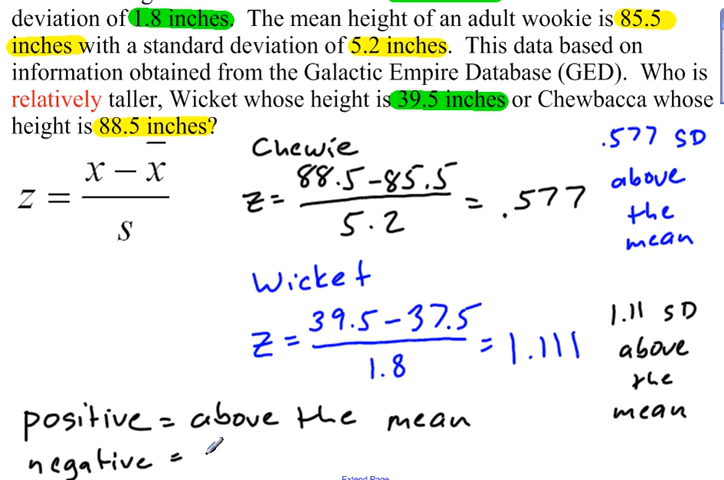 deviation of 1.8 inches. The mean height of an adult wookie is 85.5
inches with a standard deviation of 5.2 inches. This data based on
information obtained from the Galactic Empire Database (GED). Who is
relatively taller, Wicket whose height is 39.5 inches or Chewbacca whose
height is 88.5 inches?
z = (x − x̄) / s
Chewie
z = (88.5 − 85.5) / 5.2 = .577
.577 SD
above
the
mean
Wicket
z = (39.5 − 37.5) / 1.8 = 1.111
1.11 SD
above
the
mean
positive = above the mean
negative =
Extend Page